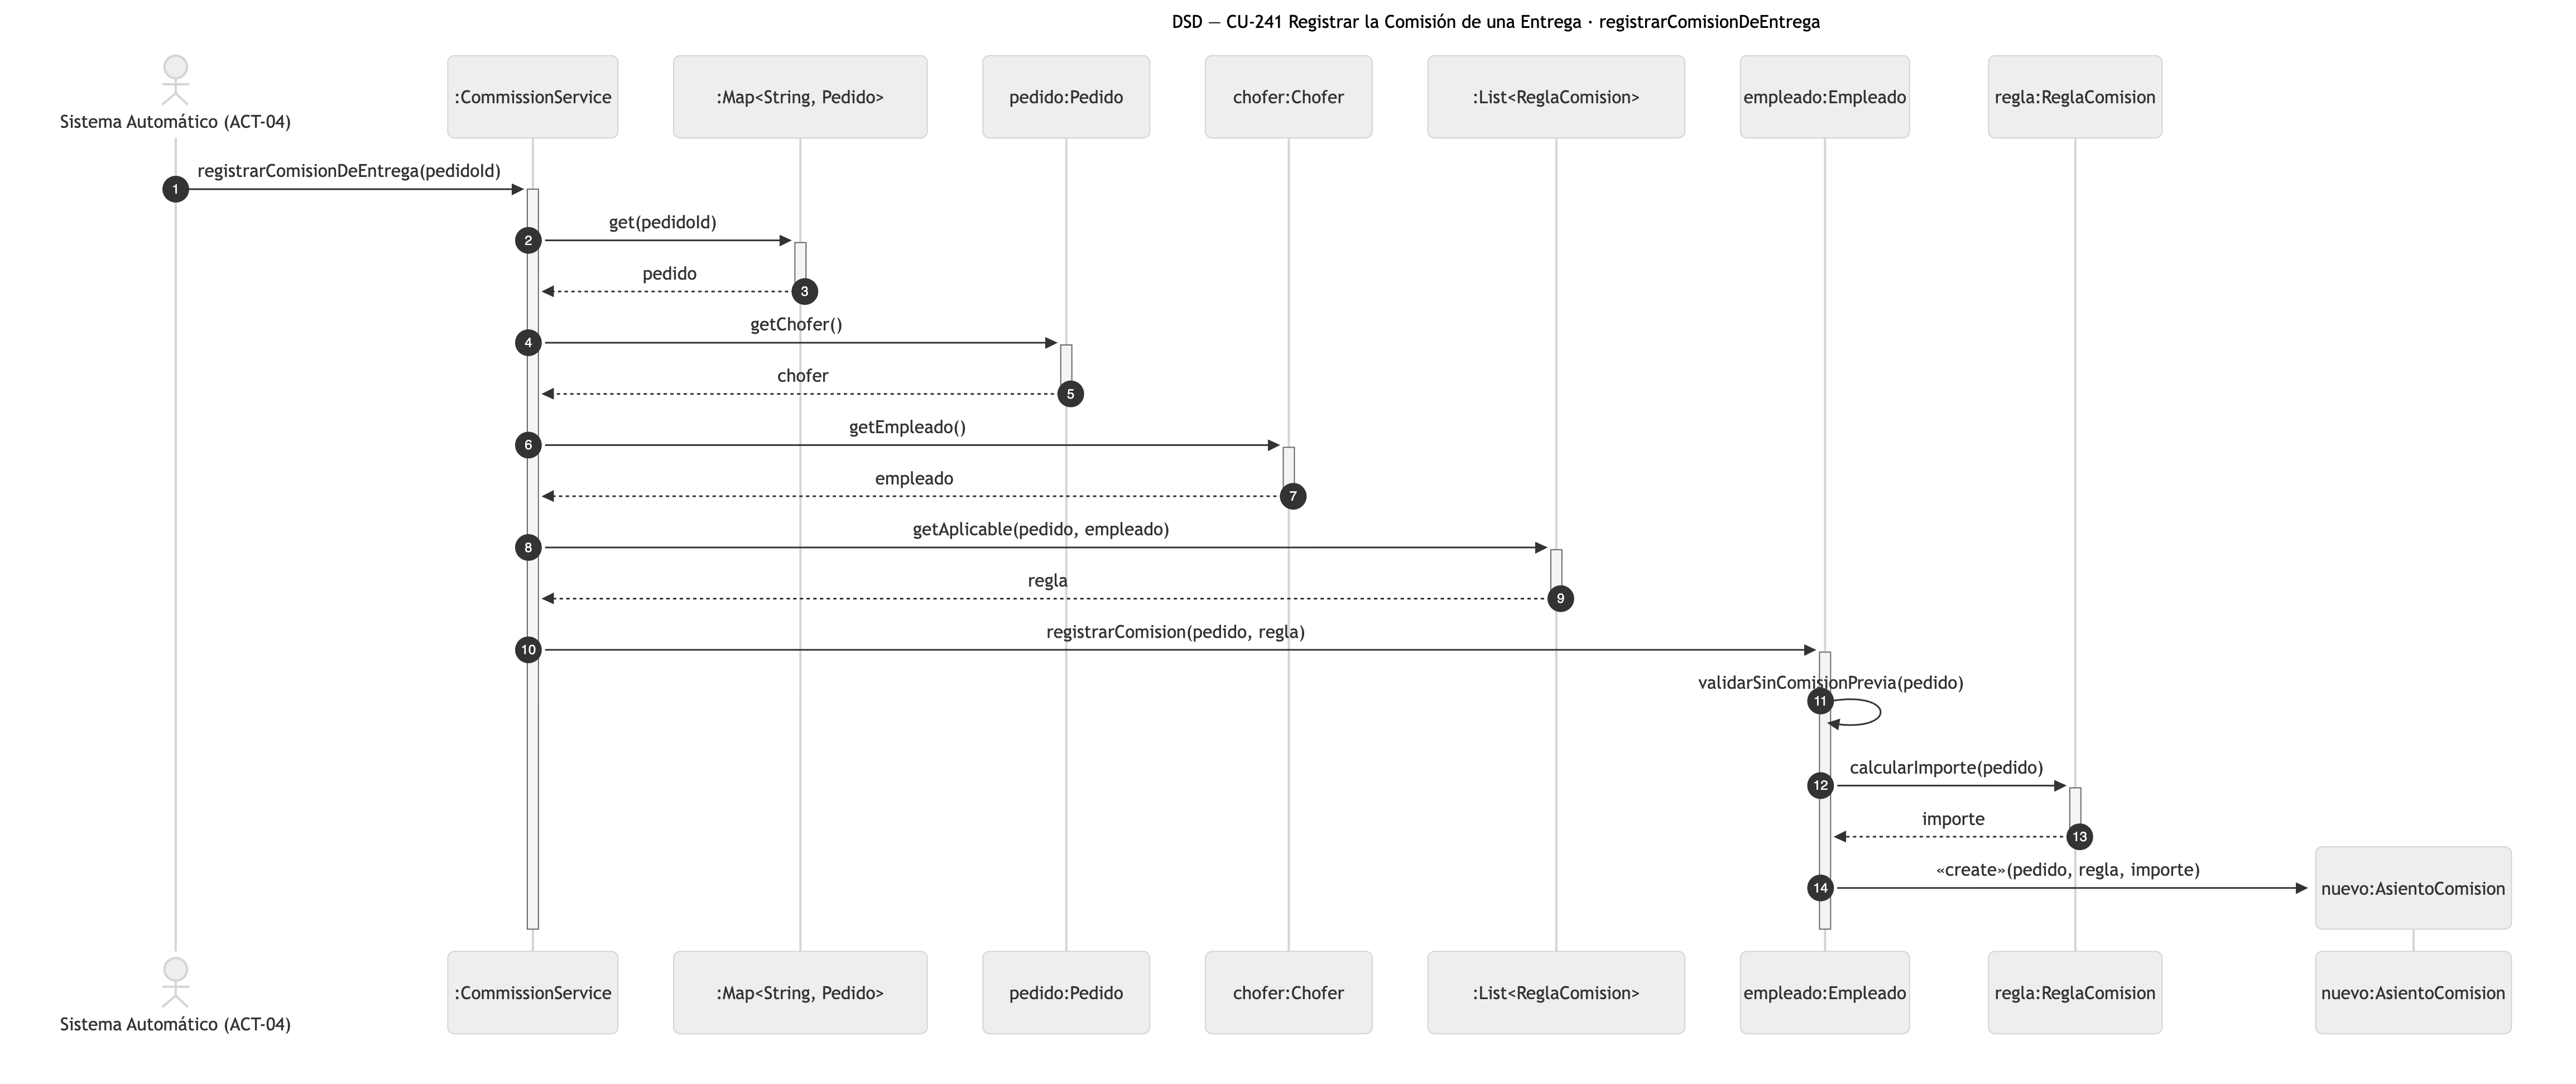 DSD — CU-241 Registrar la Comisión de una Entrega · registrarComisionDeEntrega
Sistema Automático (ACT-04)
:CommissionService
:Map<String, Pedido>
pedido:Pedido
chofer:Chofer
:List<ReglaComision>
empleado:Empleado
regla:ReglaComision
registrarComisionDeEntrega(pedidoId)
1
get(pedidoId)
2
pedido
3
getChofer()
4
chofer
5
getEmpleado()
6
empleado
7
getAplicable(pedido, empleado)
8
regla
9
registrarComision(pedido, regla)
10
validarSinComisionPrevia(pedido)
11
calcularImporte(pedido)
12
importe
13
«create»(pedido, regla, importe)
14
nuevo:AsientoComision
Sistema Automático (ACT-04)
:CommissionService
:Map<String, Pedido>
pedido:Pedido
chofer:Chofer
:List<ReglaComision>
empleado:Empleado
regla:ReglaComision
nuevo:AsientoComision